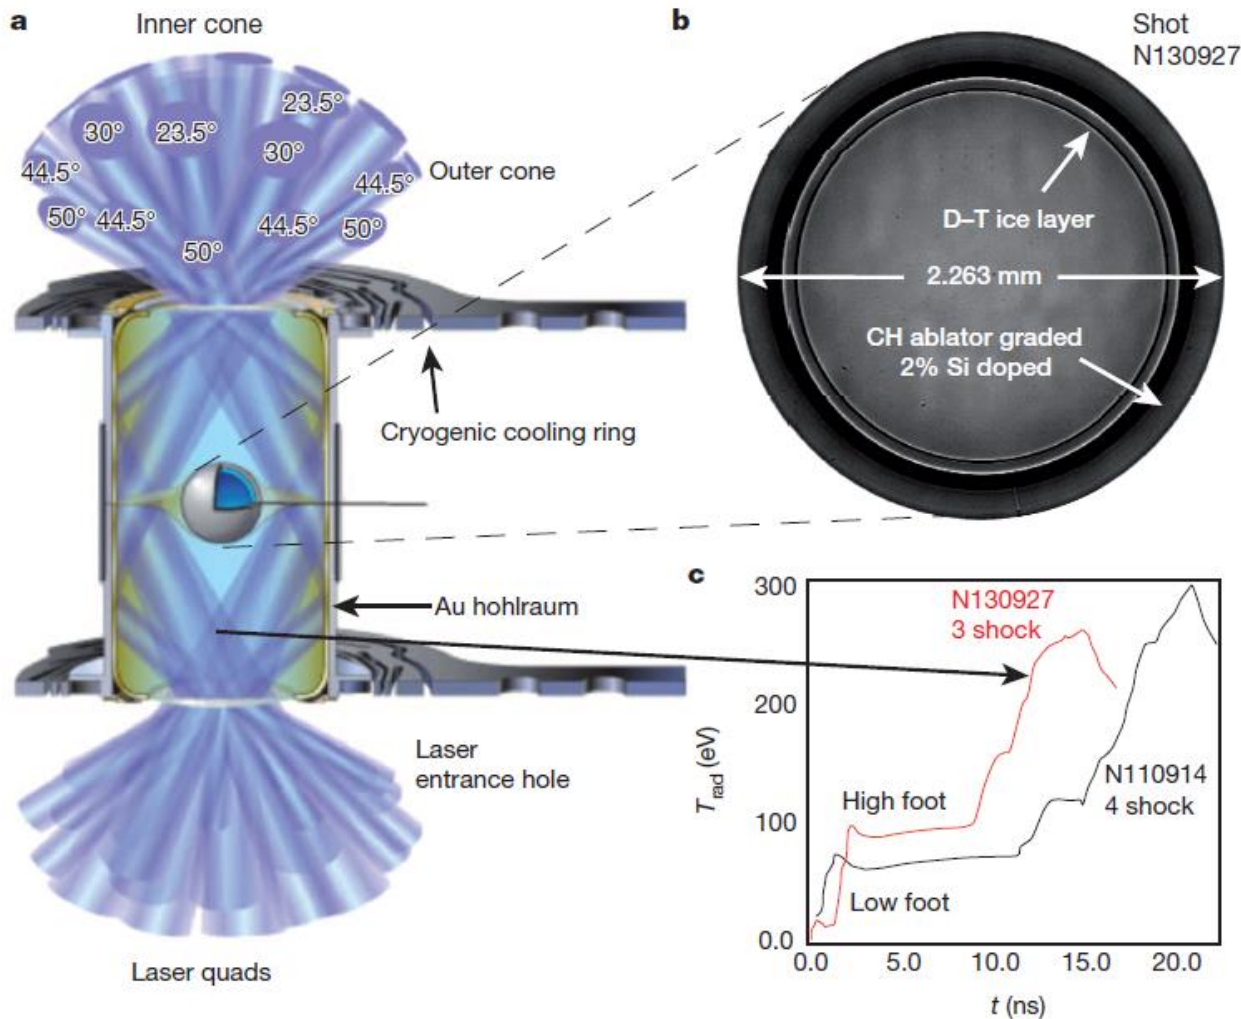 a
Inner cone
23.5°
30°
23.5°
30°
44.5°
44.5°
Outer cone
50°
44.5°
44.5°
50°
50°
Cryogenic cooling ring
Au hohlraum
Laser
entrance hole
Laser quads
b
Shot
N130927
D–T ice layer
2.263 mm
CH ablator graded
2% Si doped
c
300
200
100
0.0
T rad (eV)
N130927
3 shock
High foot
N110914
4 shock
Low foot
0.0 5.0 10.0 15.0 20.0
t (ns)